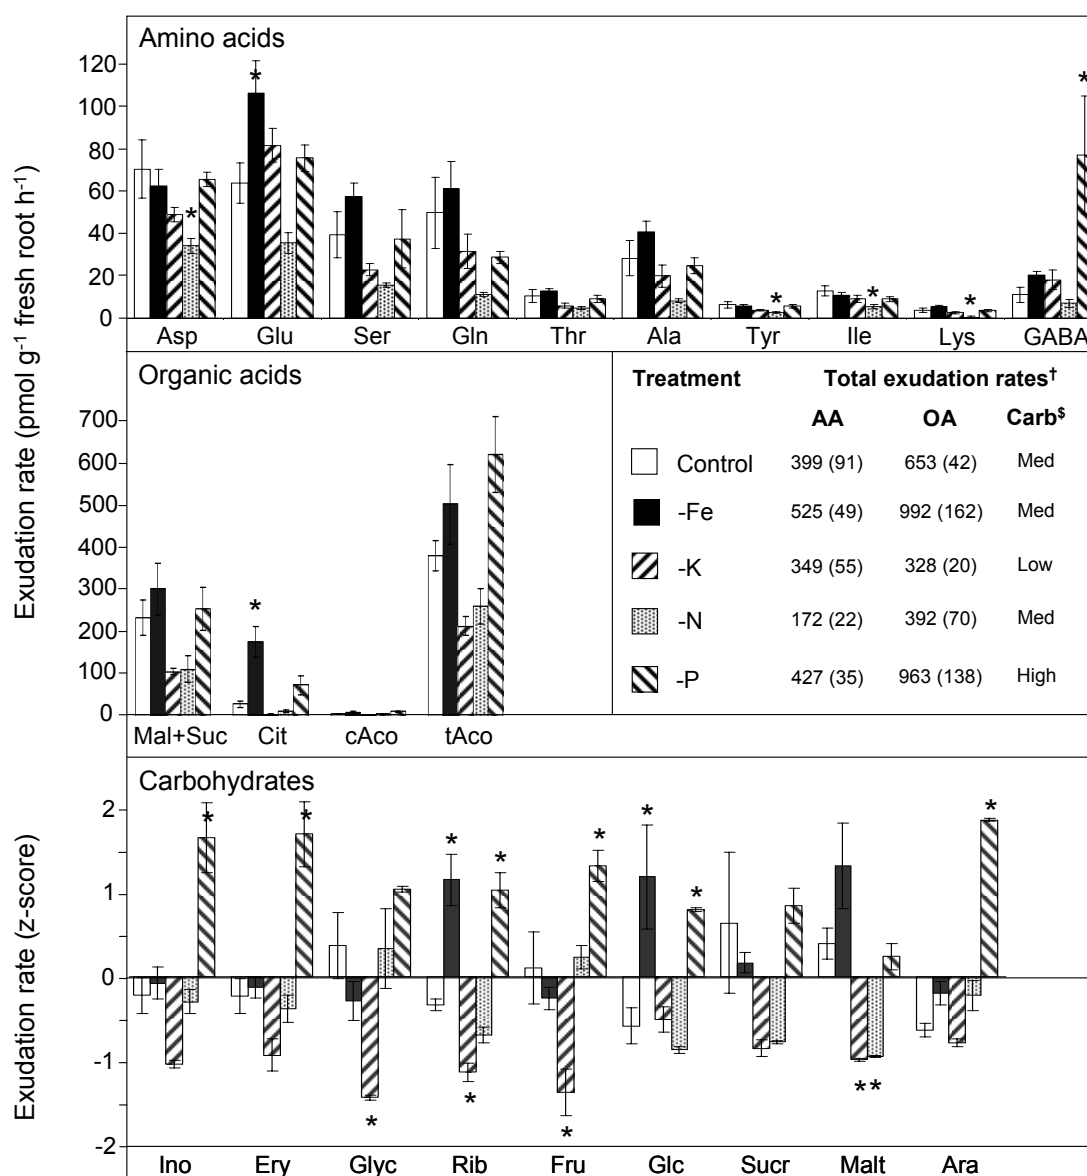 Amino acids
Exudation rate (pmol g⁻¹ fresh root h⁻¹)
120
100
80
60
40
20
0
* * * * * * *
Asp Glu Ser Gln Thr Ala Tyr Ile Lys GABA
Organic acids
700
600
500
400
300
200
100
0
*
Mal+Suc Cit cAco tAco
Treatment Total exudation rates†
AA OA Carb$
Control 399 (91) 653 (42) Med
-Fe 525 (49) 992 (162) Med
-K 349 (55) 328 (20) Low
-N 172 (22) 392 (70) Med
-P 427 (35) 963 (138) High
Carbohydrates
Exudation rate (z-score)
2
1
0
-1
-2
* * * * * * * *
* * * * *
Ino Ery Glyc Rib Fru Glc Sucr Malt Ara